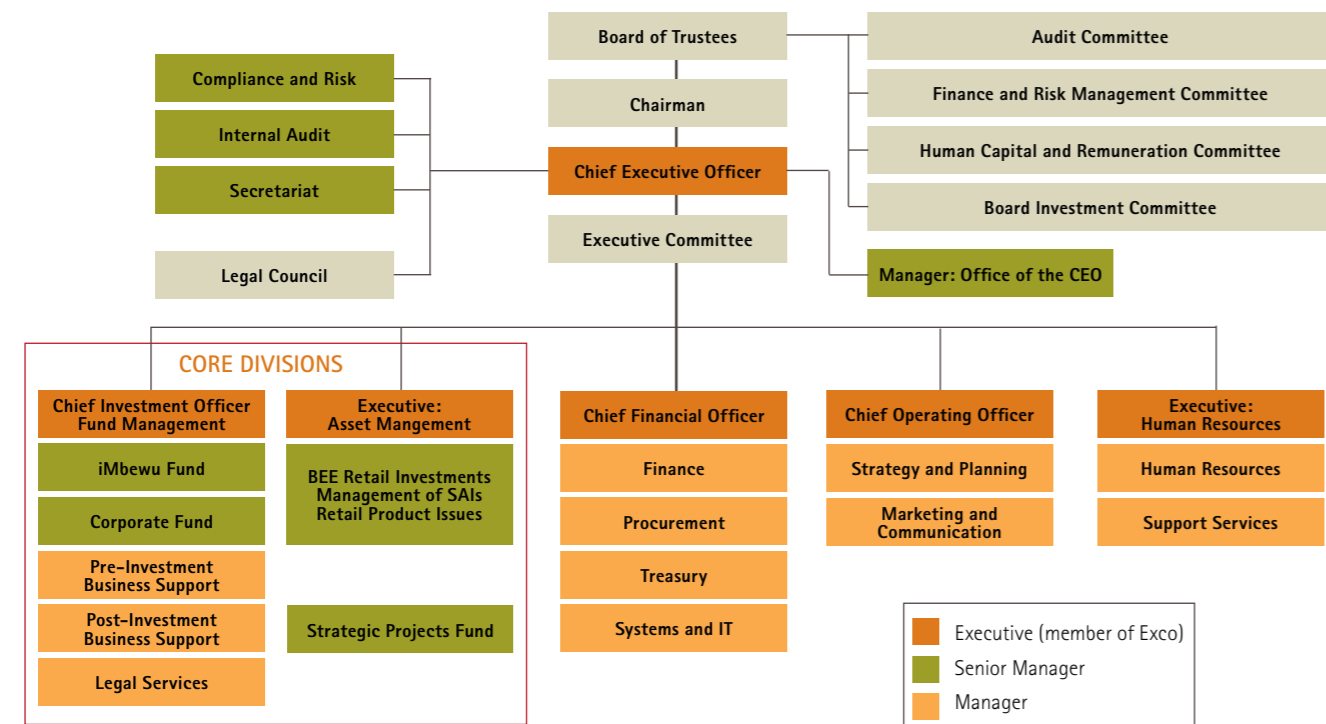 Board of Trustees
Chairman
Chief Executive Officer
Executive Committee
Compliance and Risk
Internal Audit
Secretariat
Legal Council
Audit Committee
Finance and Risk Management Committee
Human Capital and Remuneration Committee
Board Investment Committee
Manager: Office of the CEO
CORE DIVISIONS
Chief Investment Officer
Fund Management
iMbewu Fund
Corporate Fund
Pre-Investment
Business Support
Post-Investment
Business Support
Legal Services
Executive:
Asset Mangement
BEE Retail Investments
Management of SAIs
Retail Product Issues
Strategic Projects Fund
Chief Financial Officer
Finance
Procurement
Treasury
Systems and IT
Chief Operating Officer
Strategy and Planning
Marketing and
Communication
Executive:
Human Resources
Human Resources
Support Services
Executive (member of Exco)
Senior Manager
Manager